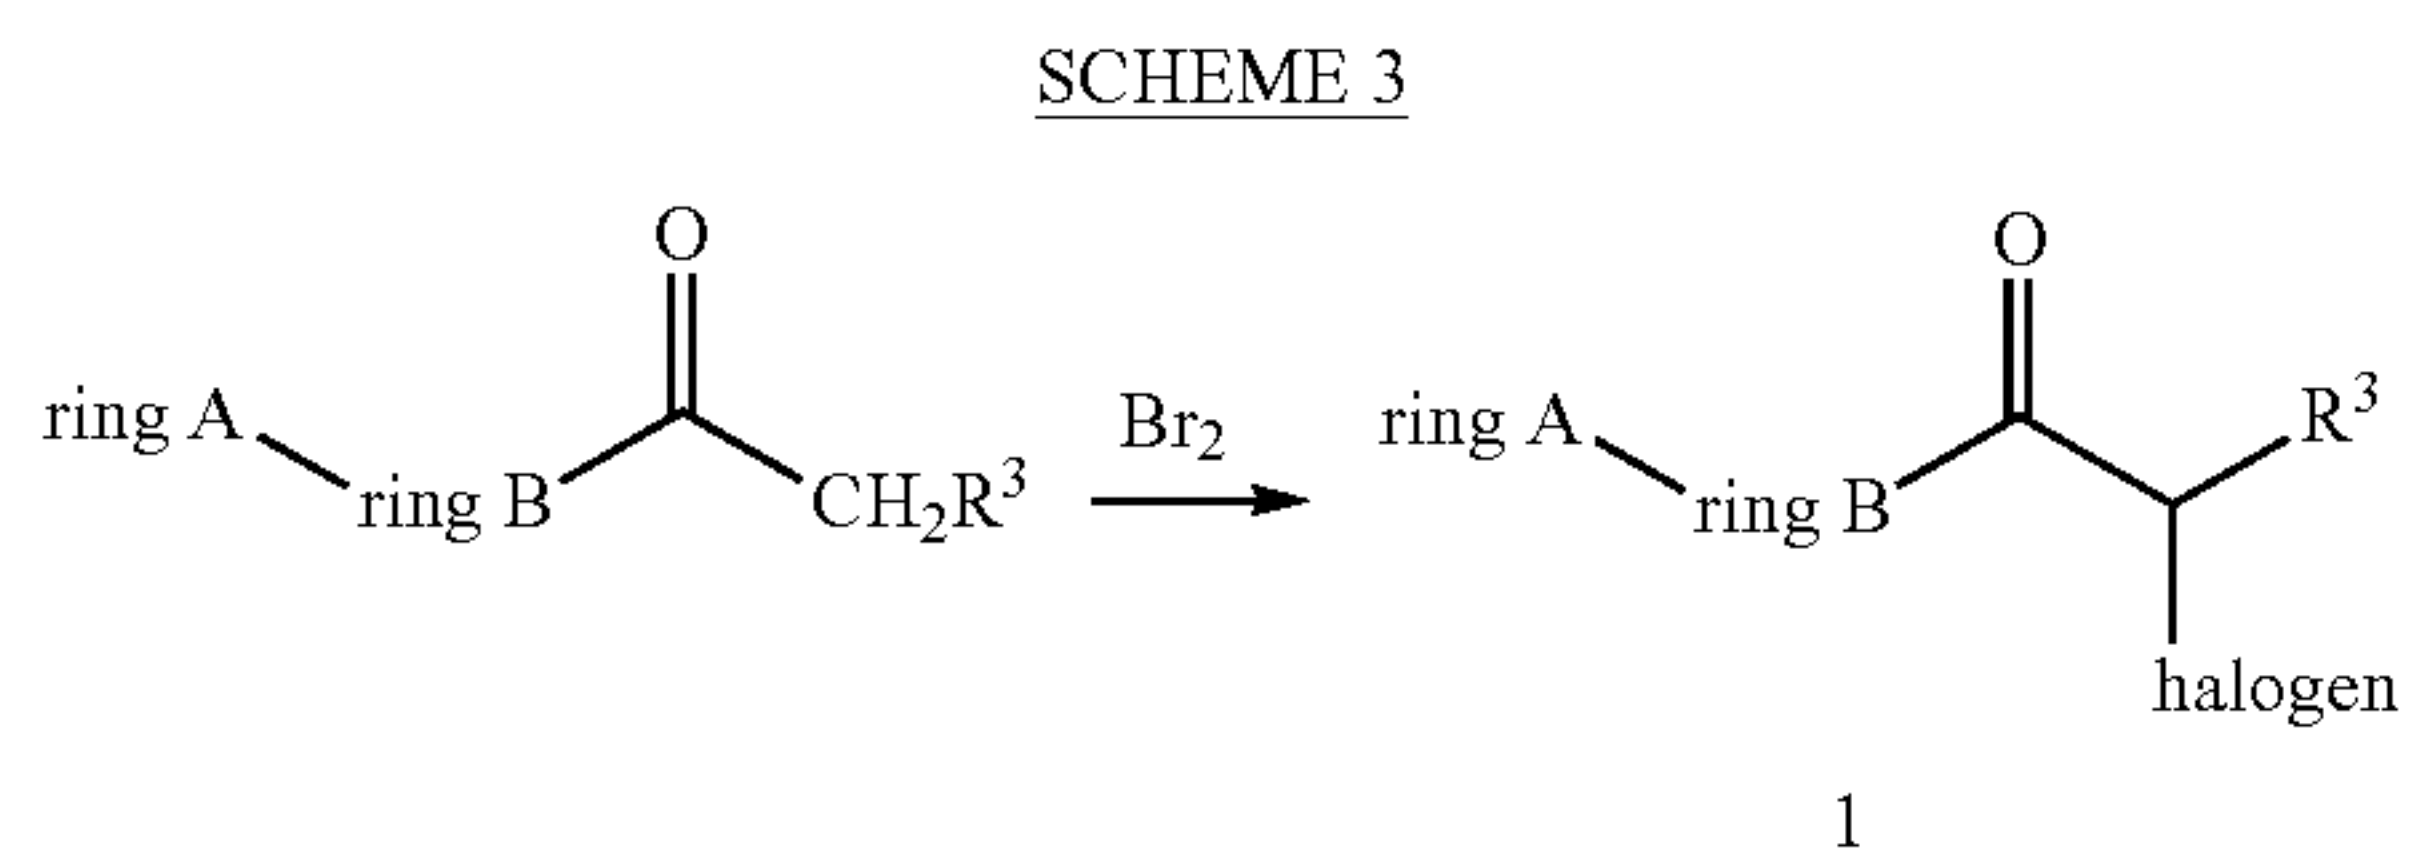 SCHEME 3
O
ring A
ring B
CH₂R³
Br₂
O
ring A
ring B
R³
halogen
1